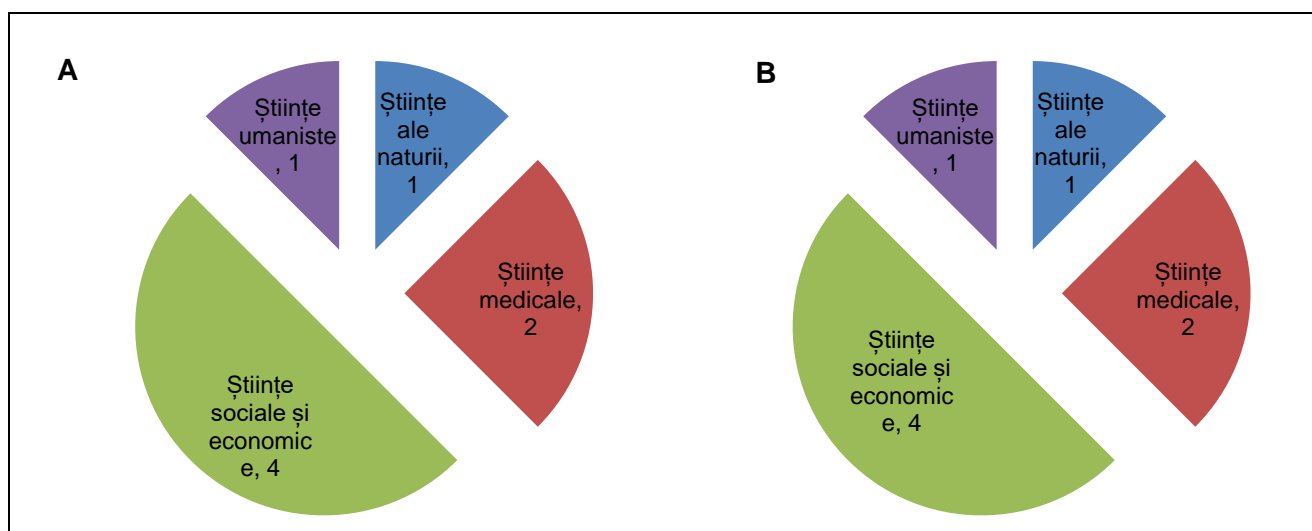 A
Științe
umaniste
, 1
Științe
ale
naturii,
1
Științe
medicale,
2
Științe
sociale și
economic
e, 4
B
Științe
umaniste
, 1
Științe
ale
naturii,
1
Științe
medicale,
2
Științe
sociale și
economic
e, 4